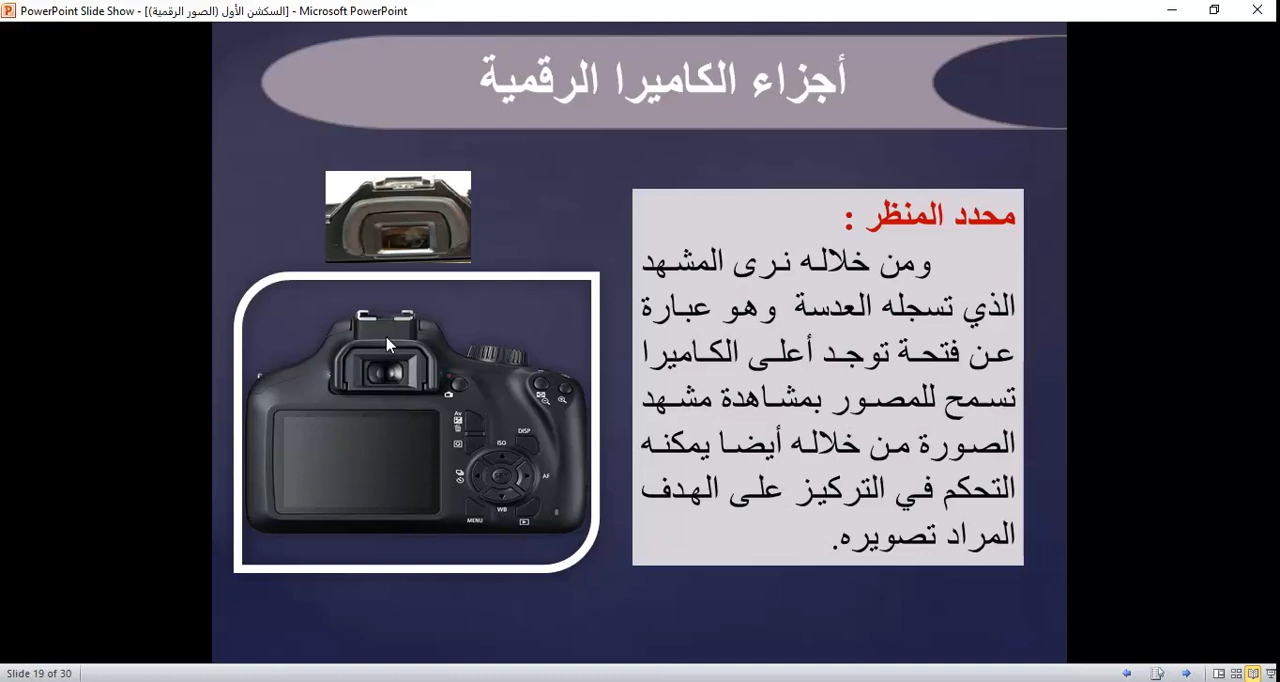 PowerPoint Slide Show - [(السكشن الأول (الصور الرقمية] - Microsoft PowerPoint
أجزاء الكاميرا الرقمية
محدد المنظر :
ومن خلاله نرى المشهد
الذي تسجله العدسة وهو عبارة
عن فتحة توجد أعلى الكاميرا
تسمح للمصور بمشاهدة مشهد
الصورة من خلاله أيضا يمكنه
التحكم في التركيز على الهدف
المراد تصويره.
Av
DISP
ISO
AF
WB
MENU
Slide 19 of 30